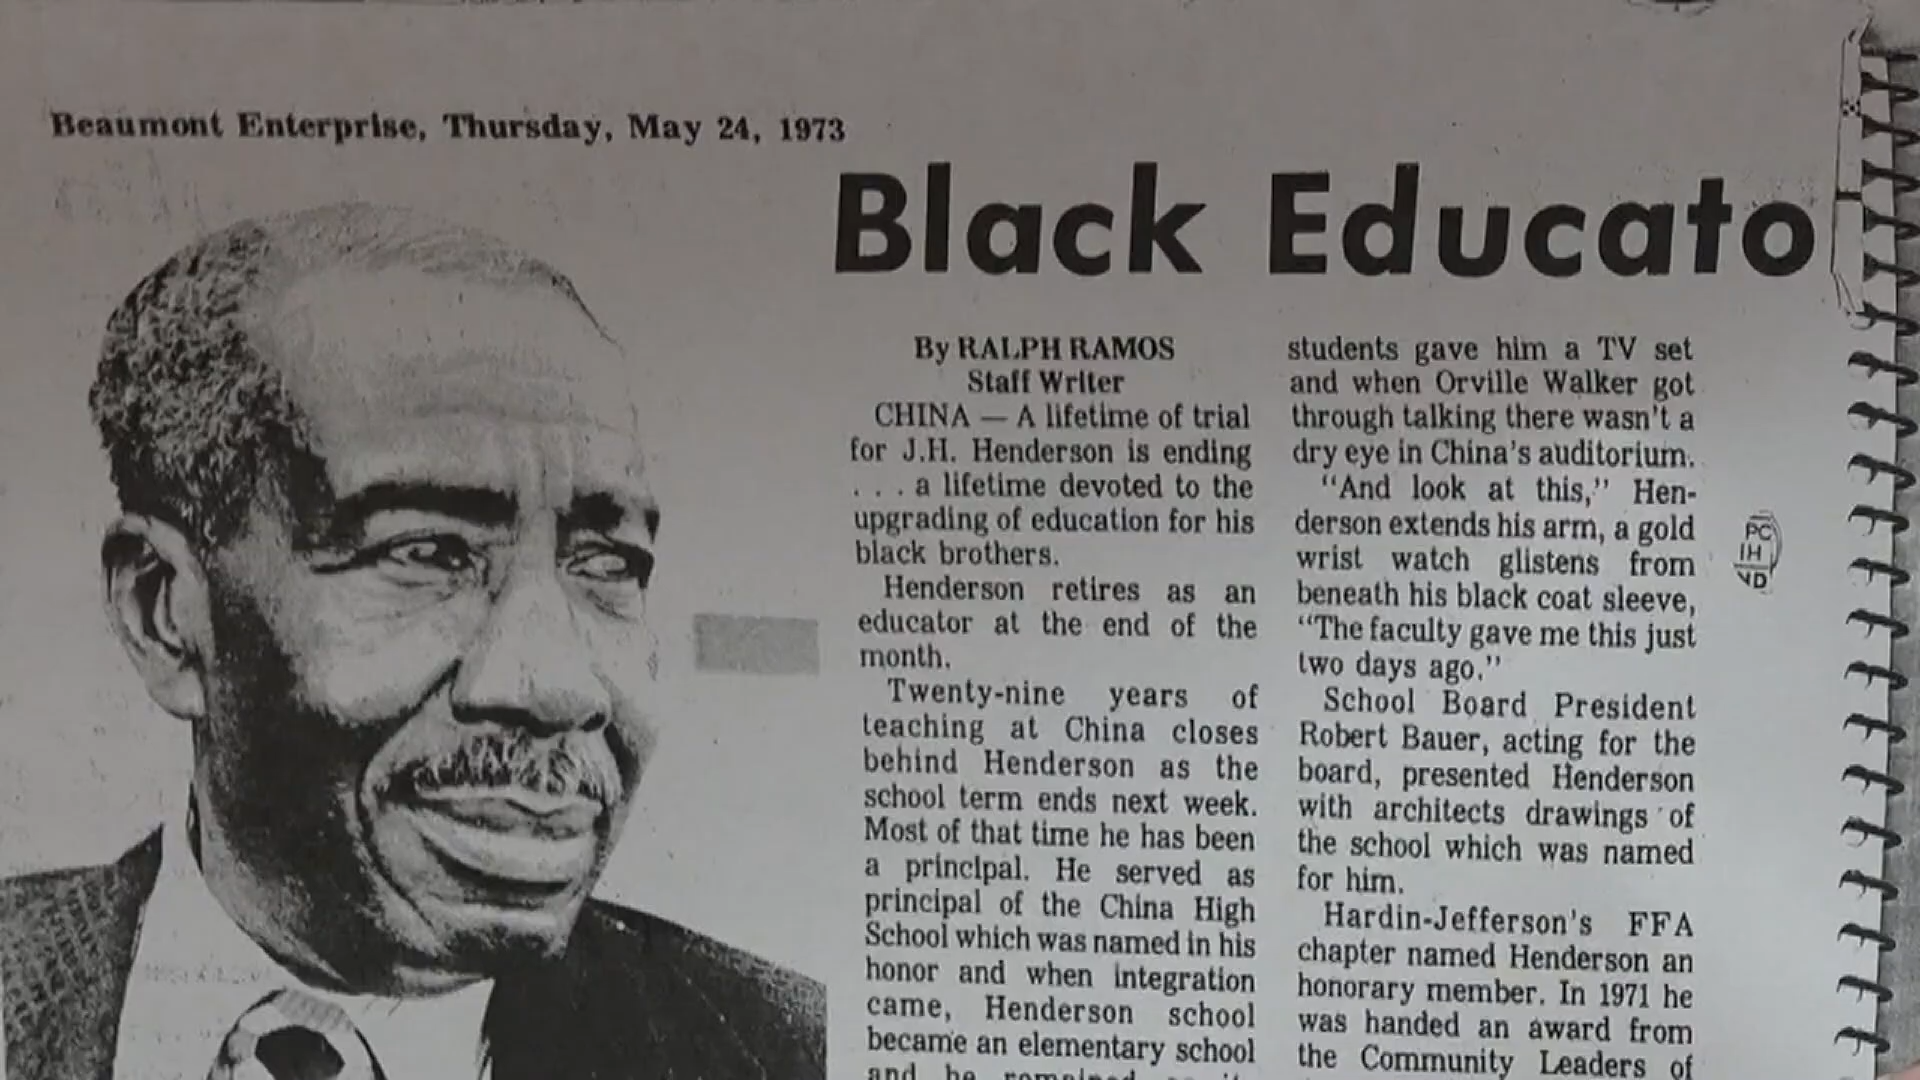 Beaumont Enterprise, Thursday, May 24, 1973
Black Educato
By RALPH RAMOS
Staff Writer
CHINA — A lifetime of trial
for J.H. Henderson is ending
. . . a lifetime devoted to the
upgrading of education for his
black brothers.
Henderson retires as an
educator at the end of the
month.
Twenty-nine years of
teaching at China closes
behind Henderson as the
school term ends next week.
Most of that time he has been
a principal. He served as
principal of the China High
School which was named in his
honor and when integration
came, Henderson school
became an elementary school
and he remained
students gave him a TV set
and when Orville Walker got
through talking there wasn't a
dry eye in China's auditorium.
"And look at this," Hen-
derson extends his arm, a gold
wrist watch glistens from
beneath his black coat sleeve,
"The faculty gave me this just
two days ago."
School Board President
Robert Bauer, acting for the
board, presented Henderson
with architects drawings of
the school which was named
for him.
Hardin-Jefferson's FFA
chapter named Henderson an
honorary member. In 1971 he
was handed an award from
the Community Leaders of
PC
IH